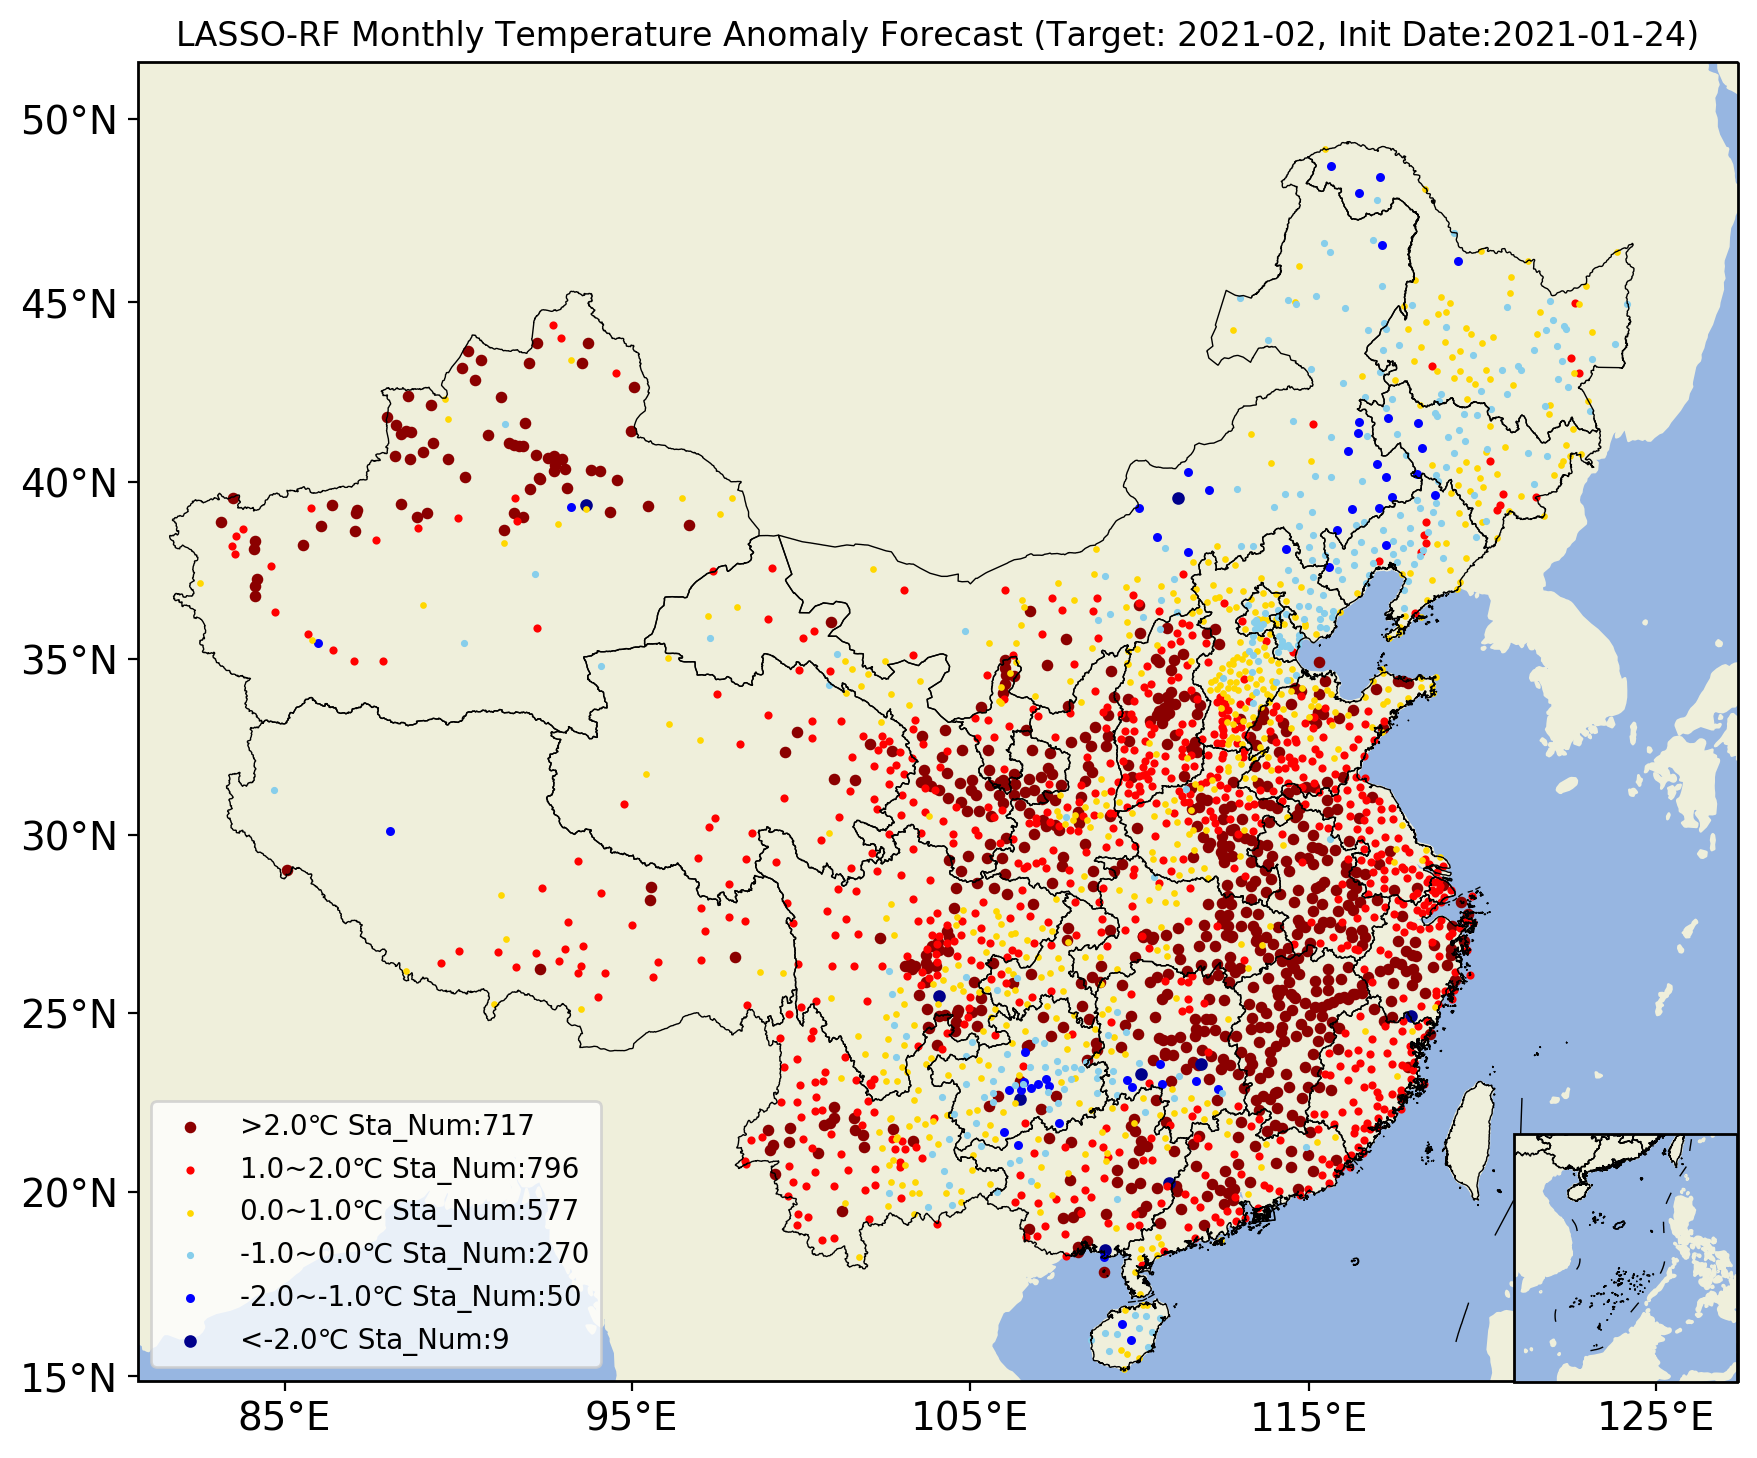 LASSO-RF Monthly Temperature Anomaly Forecast (Target: 2021-02, Init Date:2021-01-24)
50°N
45°N
40°N
35°N
30°N
25°N
20°N
15°N
>2.0℃ Sta_Num:717
1.0~2.0℃ Sta_Num:796
0.0~1.0℃ Sta_Num:577
-1.0~0.0℃ Sta_Num:270
-2.0~-1.0℃ Sta_Num:50
<-2.0℃ Sta_Num:9
85°E
95°E
105°E
115°E
125°E